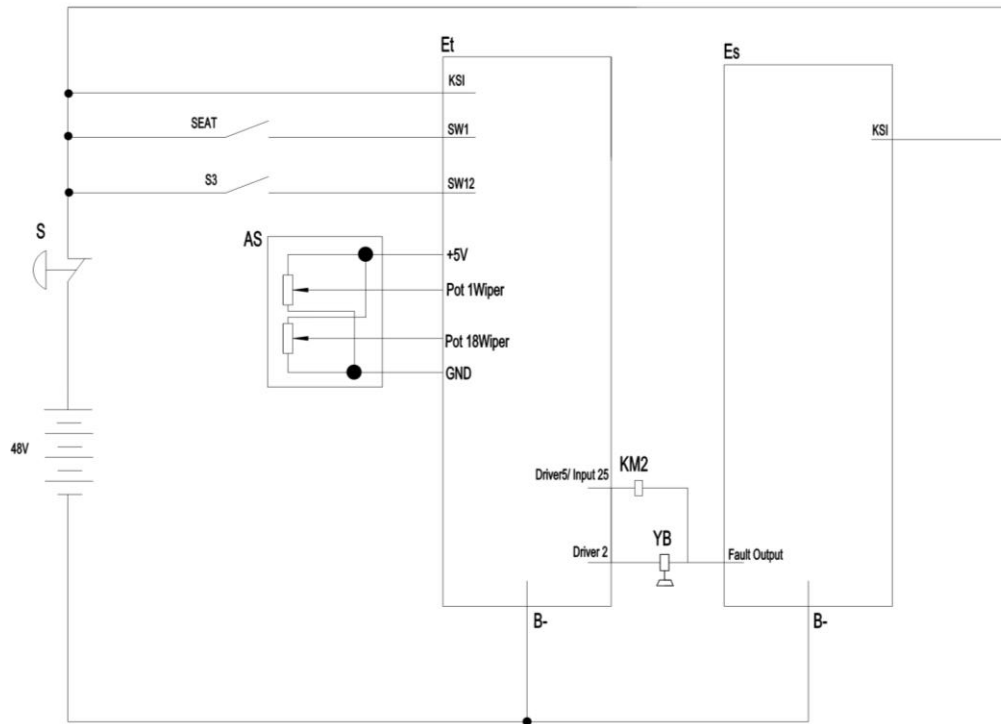 Et
Es
KSI
SEAT
SW1
KSI
S3
SW12
S
AS
+5V
Pot 1Wiper
Pot 18Wiper
GND
48V
Driver5/ Input 25
KM2
Driver 2
YB
Fault Output
B-
B-